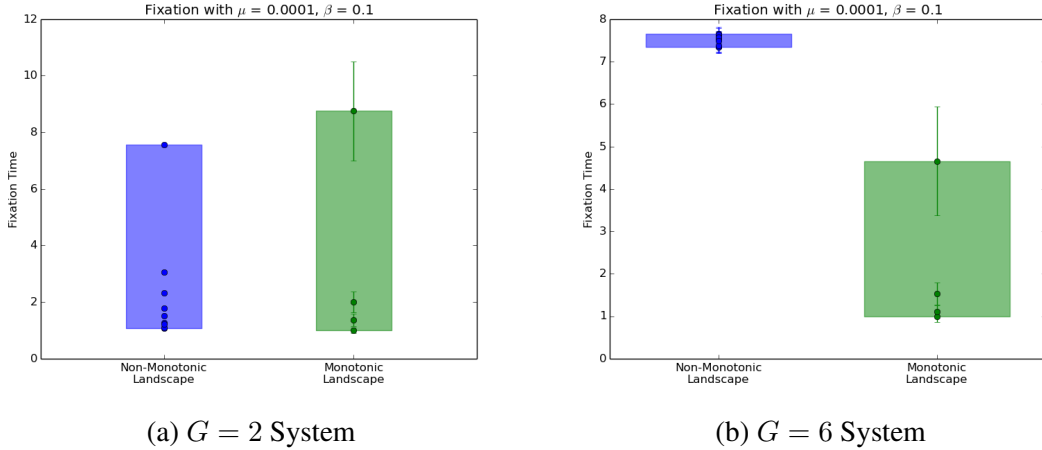 Fixation with μ = 0.0001, β = 0.1
Fixation Time
14
12
10
8
6
4
2
0
Non-Monotonic
Landscape
Monotonic
Landscape
(a) G = 2 System
Fixation with μ = 0.0001, β = 0.1
Fixation Time
8
7
6
5
4
3
2
1
0
Non-Monotonic
Landscape
Monotonic
Landscape
(b) G = 6 System